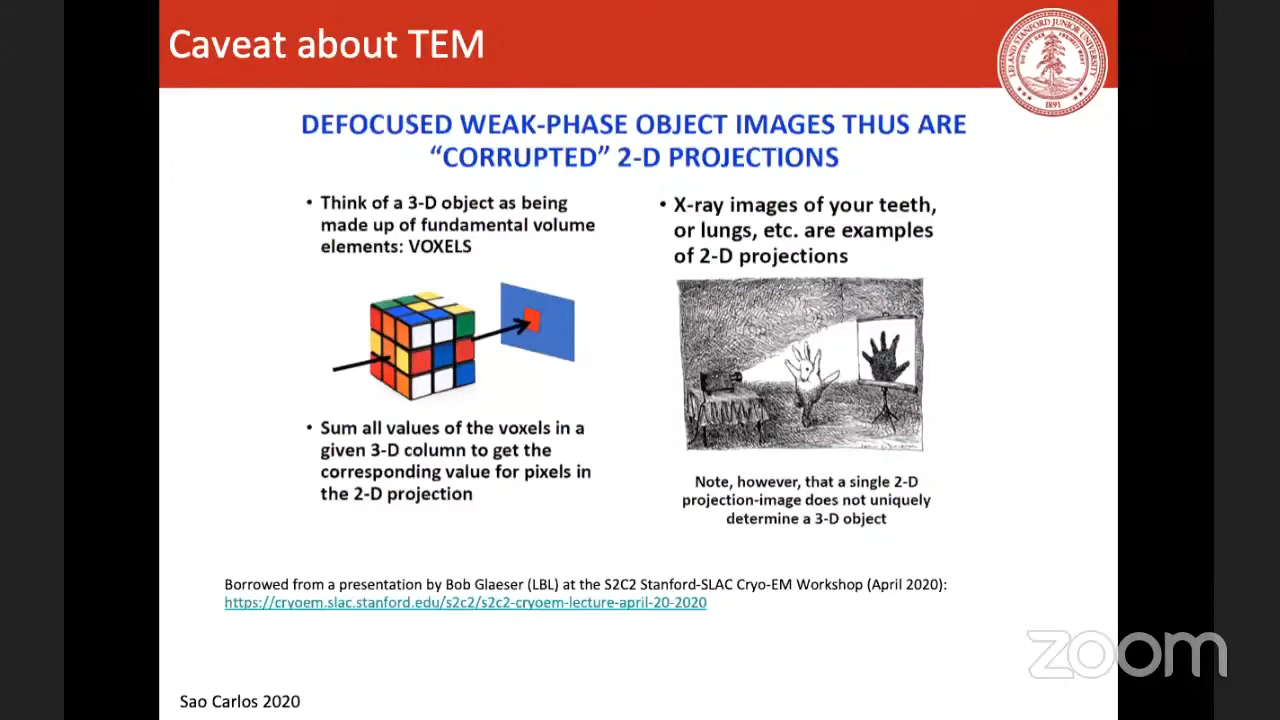 Caveat about TEM
LELAND STANFORD JUNIOR UNIVERSITY
1891
DEFOCUSED WEAK-PHASE OBJECT IMAGES THUS ARE
“CORRUPTED” 2-D PROJECTIONS
• Think of a 3-D object as being
made up of fundamental volume
elements: VOXELS
• Sum all values of the voxels in a
given 3-D column to get the
corresponding value for pixels in
the 2-D projection
• X-ray images of your teeth,
or lungs, etc. are examples
of 2-D projections
Note, however, that a single 2-D
projection-image does not uniquely
determine a 3-D object
Borrowed from a presentation by Bob Glaeser (LBL) at the S2C2 Stanford-SLAC Cryo-EM Workshop (April 2020):
https://cryoem.slac.stanford.edu/s2c2/s2c2-cryoem-lecture-april-20-2020
zoom
Sao Carlos 2020